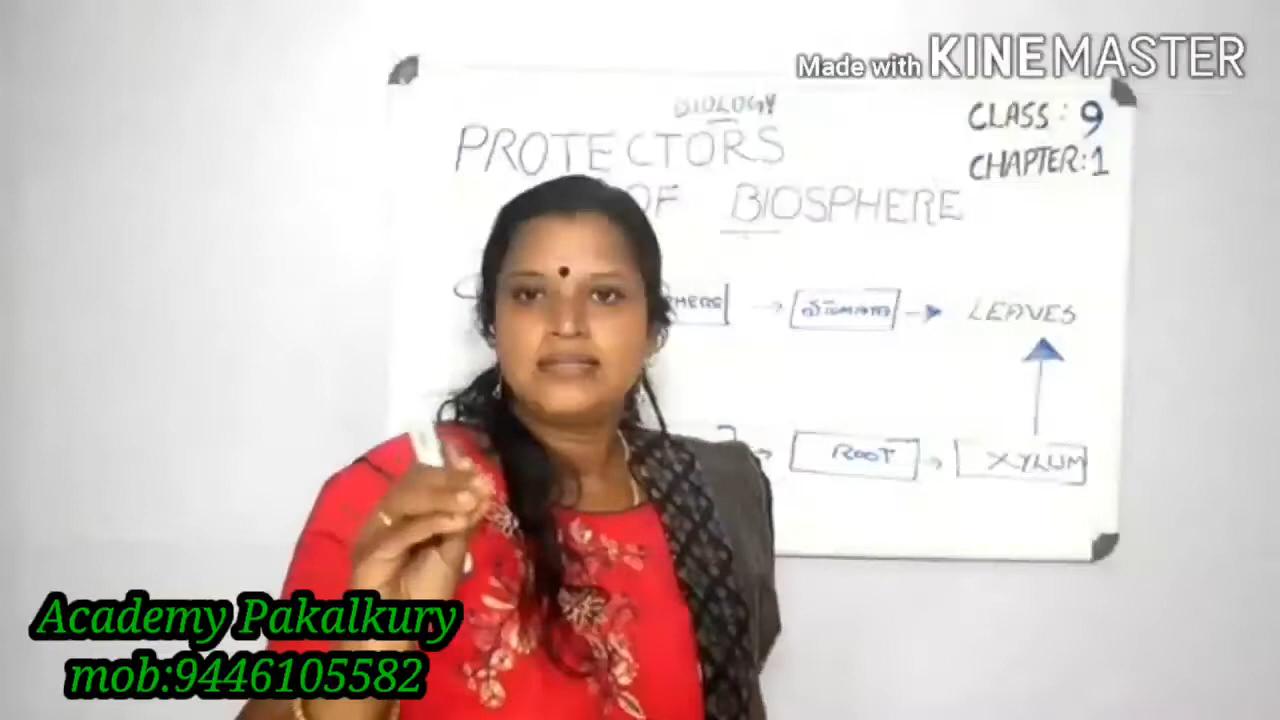 Made with KINEMASTER
BIOLOGY
CLASS: 9
PROTECTORS
CHAPTER:1
OF BIOSPHERE
LEAVES
ROOT
XYLUM
Academy Pakalkury
mob:9446105582